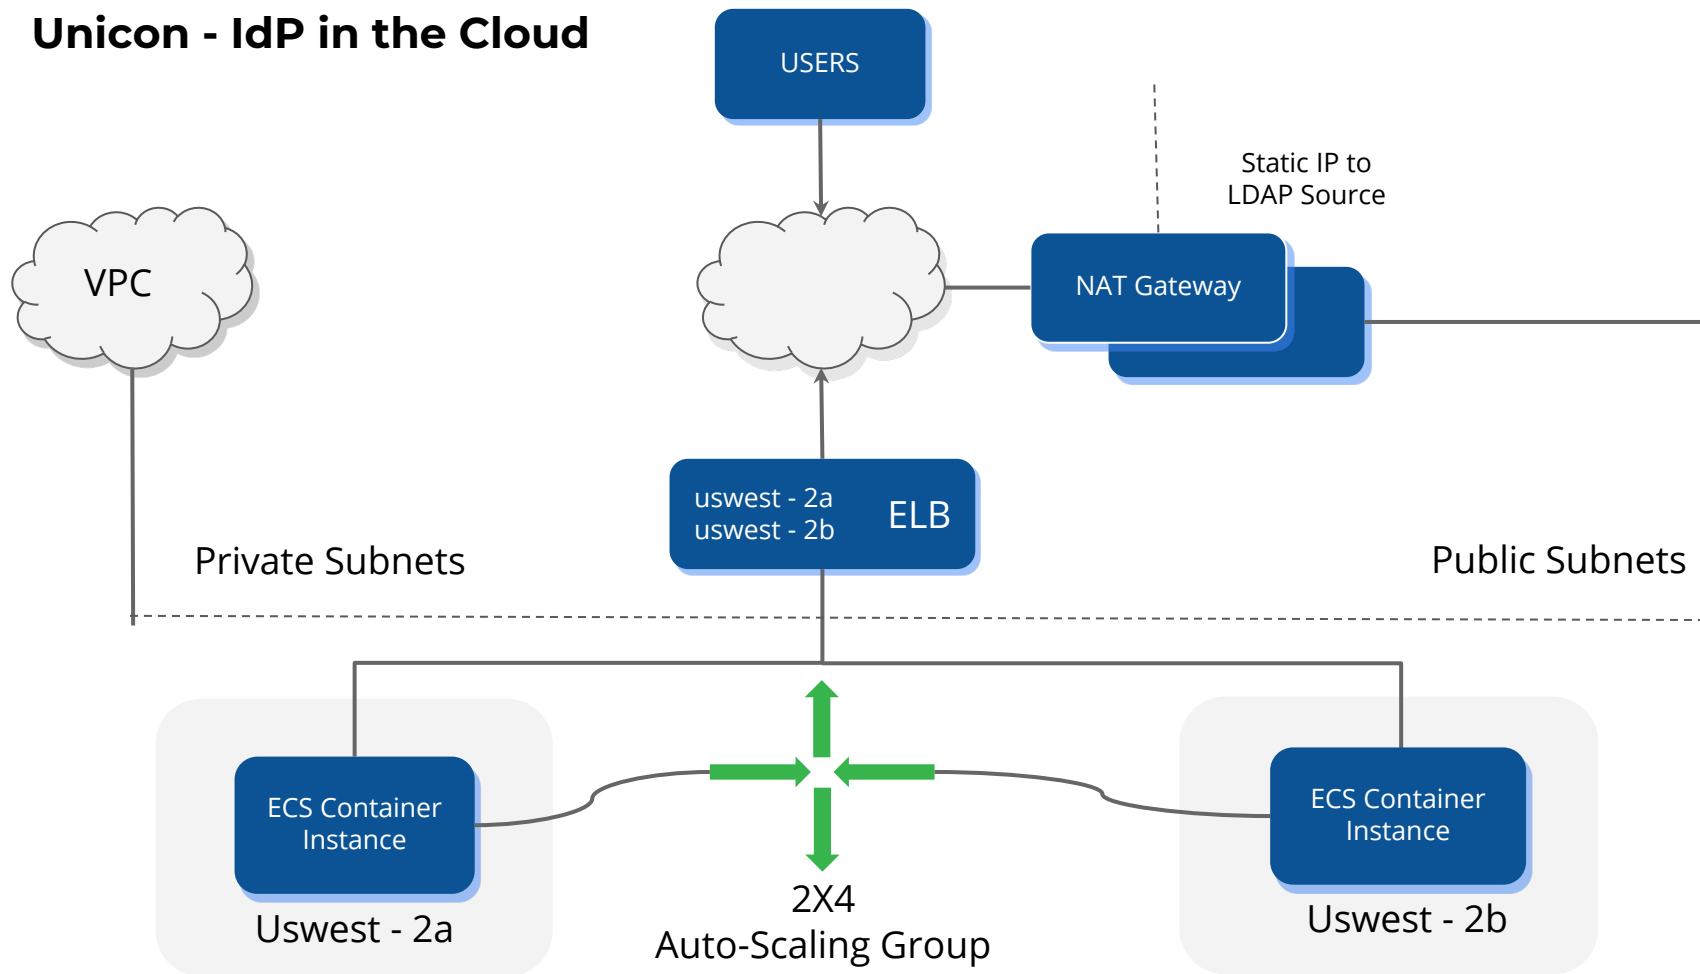 Unicon - IdP in the Cloud
USERS
Static IP to
LDAP Source
VPC
NAT Gateway
uswest - 2a
uswest - 2b
ELB
Private Subnets
Public Subnets
ECS Container
Instance
Uswest - 2a
2X4
Auto-Scaling Group
ECS Container
Instance
Uswest - 2b